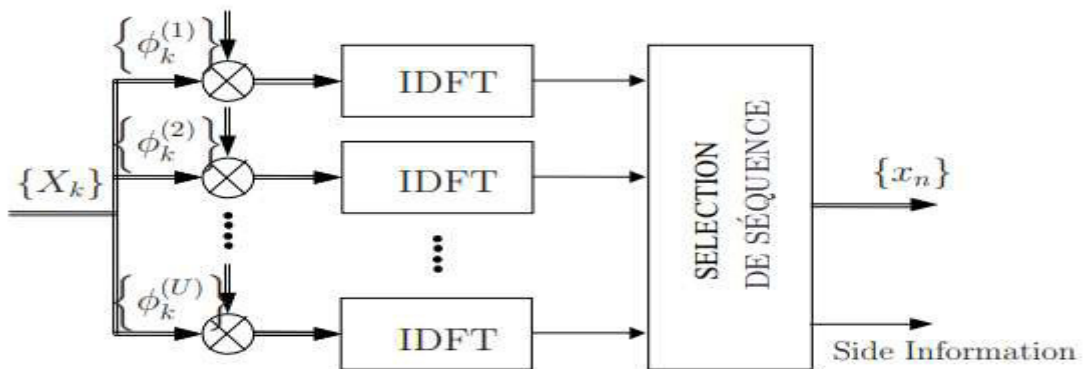 {ϕ_k^(1)}
IDFT
{ϕ_k^(2)}
IDFT
{X_k}
{ϕ_k^(U)}
IDFT
SELECTION
DE SÉQUENCE
{x_n}
Side Information